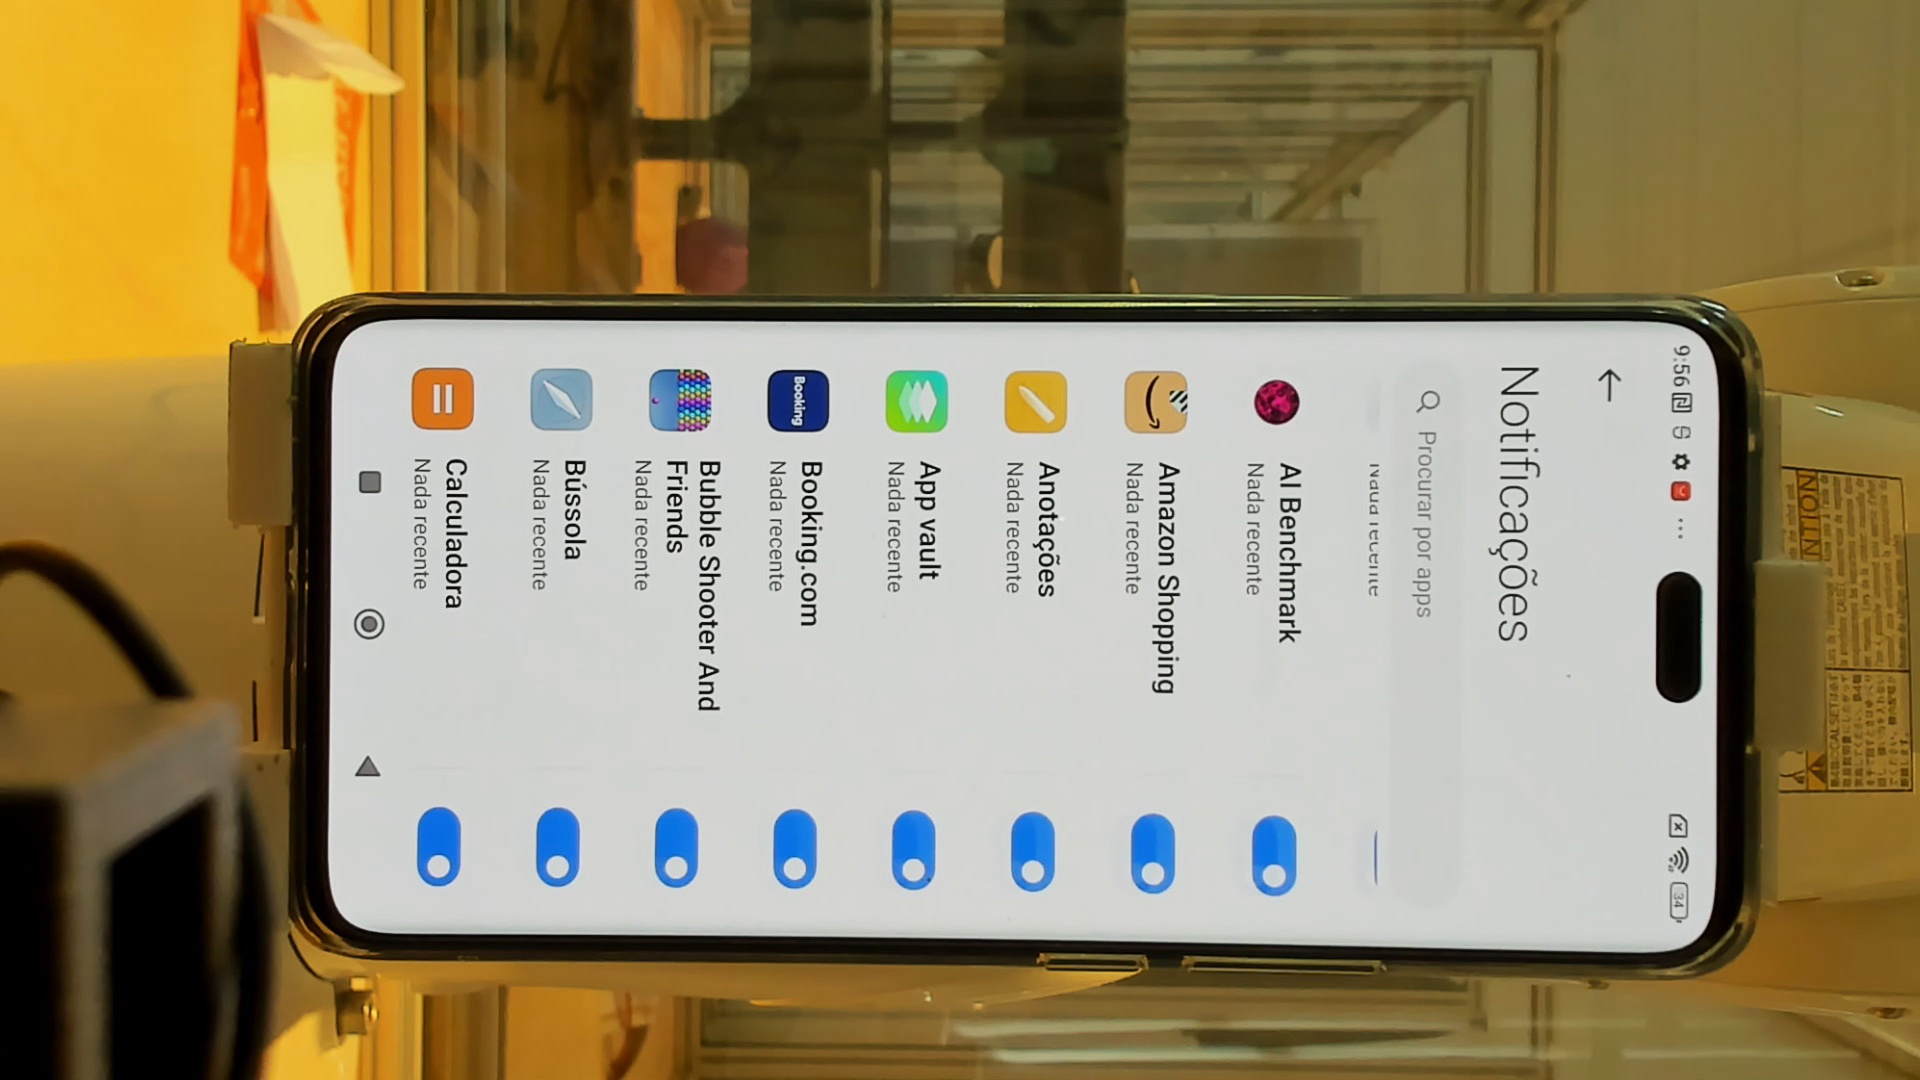 9:56
34
Notificações
Procurar por apps
Nada recente
AI Benchmark
Nada recente
Amazon Shopping
Nada recente
Anotações
Nada recente
App vault
Nada recente
Booking
Booking.com
Nada recente
Bubble Shooter And
Friends
Nada recente
Bússola
Nada recente
Calculadora
Nada recente